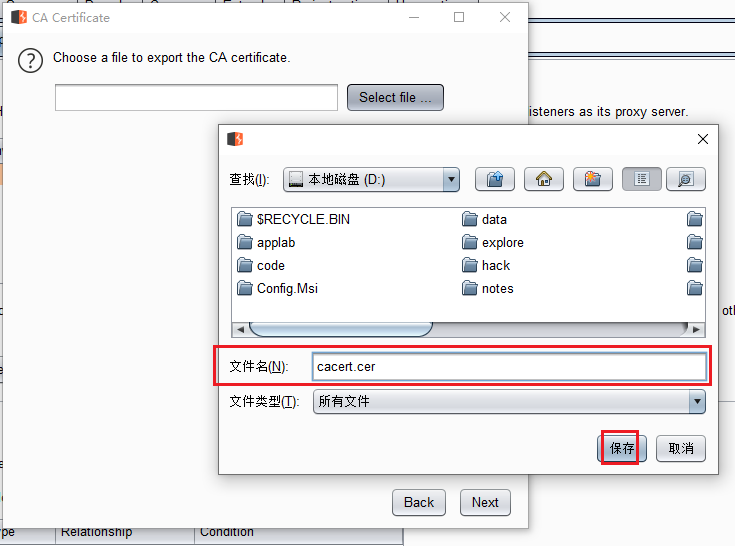 CA Certificate
Choose a file to export the CA certificate.
Select file ...
isteners as its proxy server.
查找(I):
本地磁盘 (D:)
$RECYCLE.BIN
data
applab
explore
code
hack
Config.Msi
notes
文件名(N):
cacert.cer
文件类型(T):
所有文件
保存
取消
Back
Next
ype
Relationship
Condition